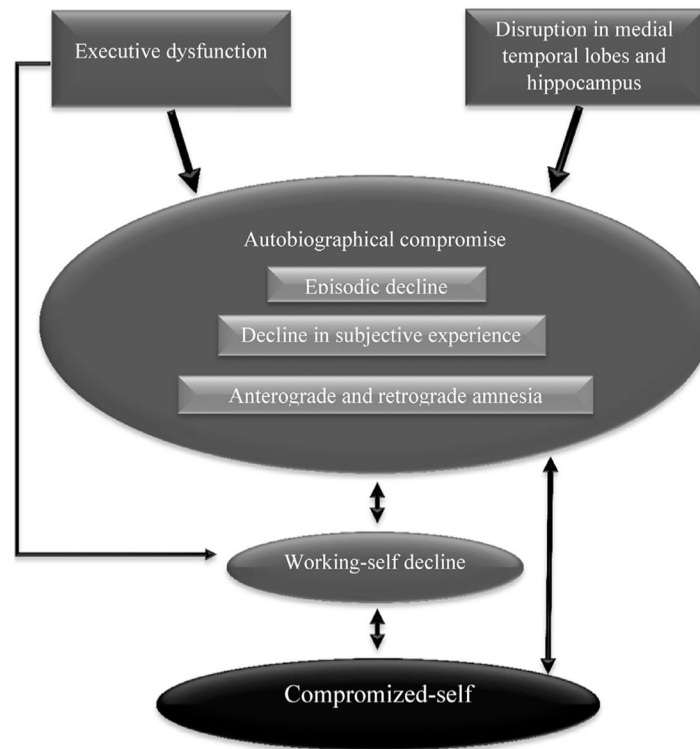 Executive dysfunction
Disruption in medial
temporal lobes and
hippocampus
Autobiographical compromise
Episodic decline
Decline in subjective experience
Anterograde and retrograde amnesia
Working-self decline
Compromized-self